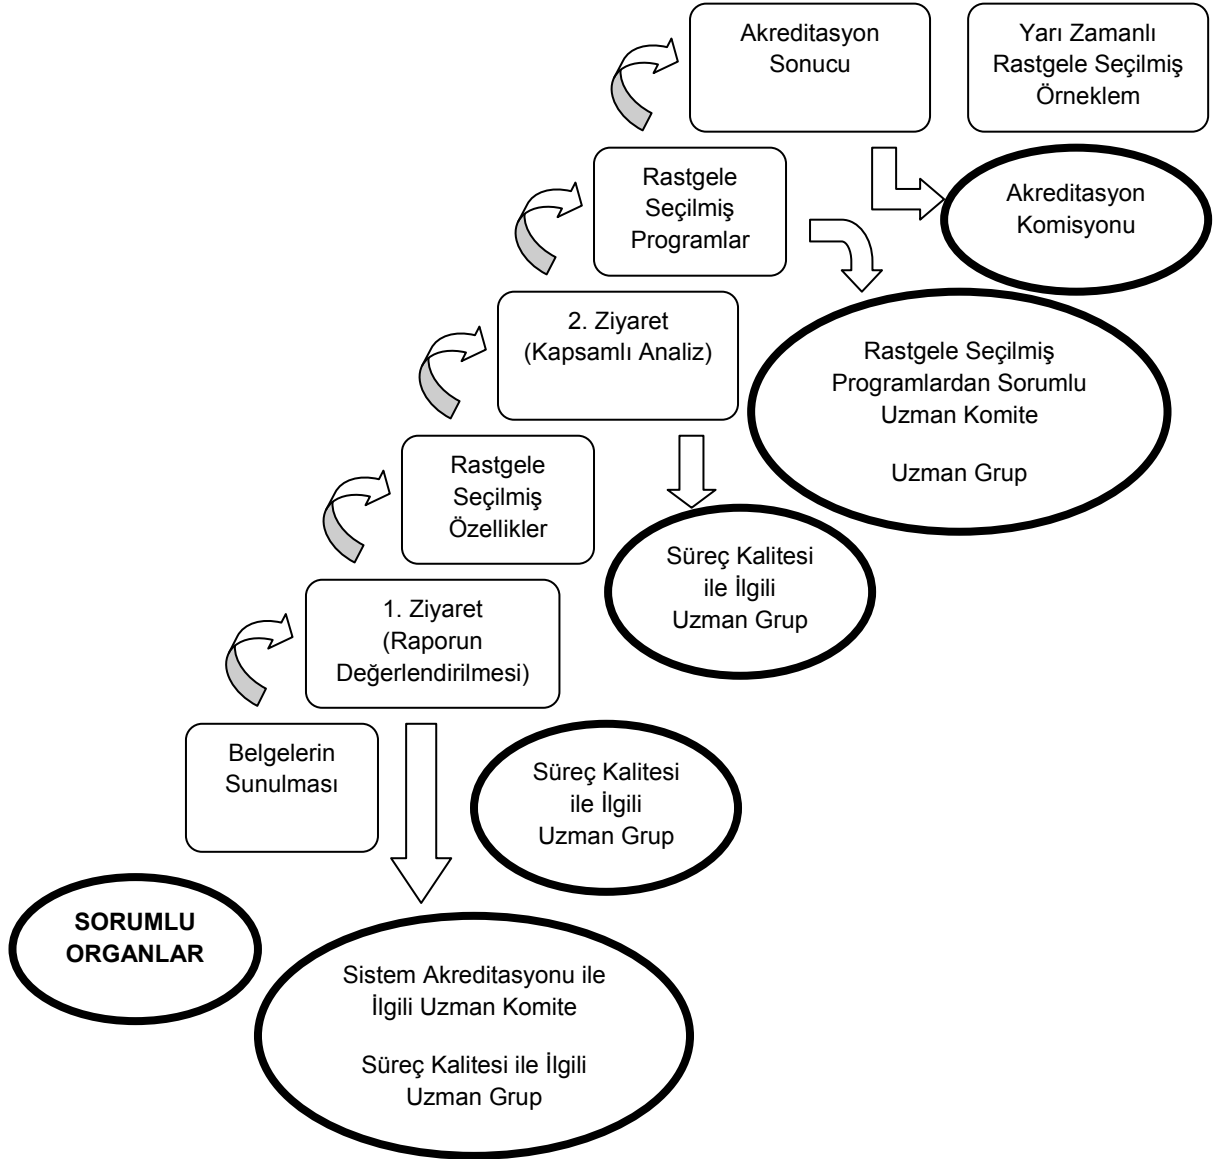 Akreditasyon
Sonucu
Yarı Zamanlı
Rastgele Seçilmiş
Örneklem
Rastgele
Seçilmiş
Programlar
Akreditasyon
Komisyonu
2. Ziyaret
(Kapsamlı Analiz)
Rastgele Seçilmiş
Programlardan Sorumlu
Uzman Komite
Uzman Grup
Rastgele
Seçilmiş
Özellikler
Süreç Kalitesi
ile İlgili
Uzman Grup
1. Ziyaret
(Raporun
Değerlendirilmesi)
Belgelerin
Sunulması
Süreç Kalitesi
ile İlgili
Uzman Grup
SORUMLU
ORGANLAR
Sistem Akreditasyonu ile
İlgili Uzman Komite
Süreç Kalitesi ile İlgili
Uzman Grup